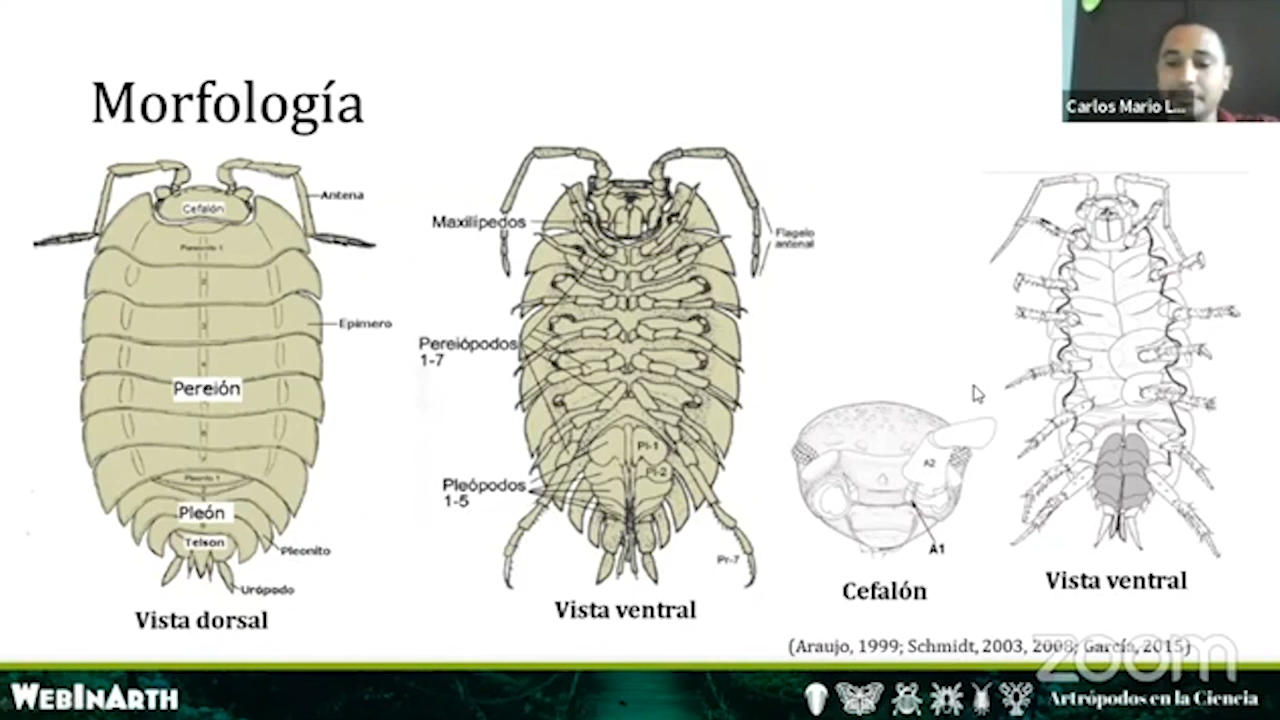 Carlos Mario L...
Morfología
Antena
Cefalón
Pereionito 1
Epimero
Pereión
Pleonito 1
Pleón
Telson
Pleonito
Urópodo
Vista dorsal
Maxilípedos
Flagelo
antenal
Pereiópodos
1-7
Pl-1
Pl-2
Pleópodos
1-5
Pr-7
Vista ventral
A2
A1
Cefalón
Vista ventral
(Araujo, 1999; Schmidt, 2003, 2008; García, 2015)
zoom
WEBINARTH
Artrópodos en la Ciencia